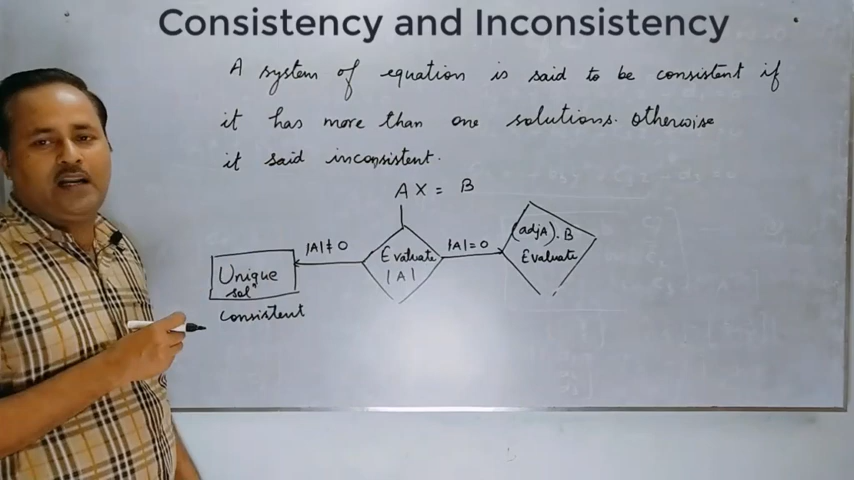 Consistency and Inconsistency
A system of equation is said to be consistent if
it has more than one solutions. otherwise
it said inconsistent.
AX = B
|A| ≠ 0
Evaluate
|A|
|A| = 0
(adjA). B
Evaluate
Unique
solⁿ
consistent